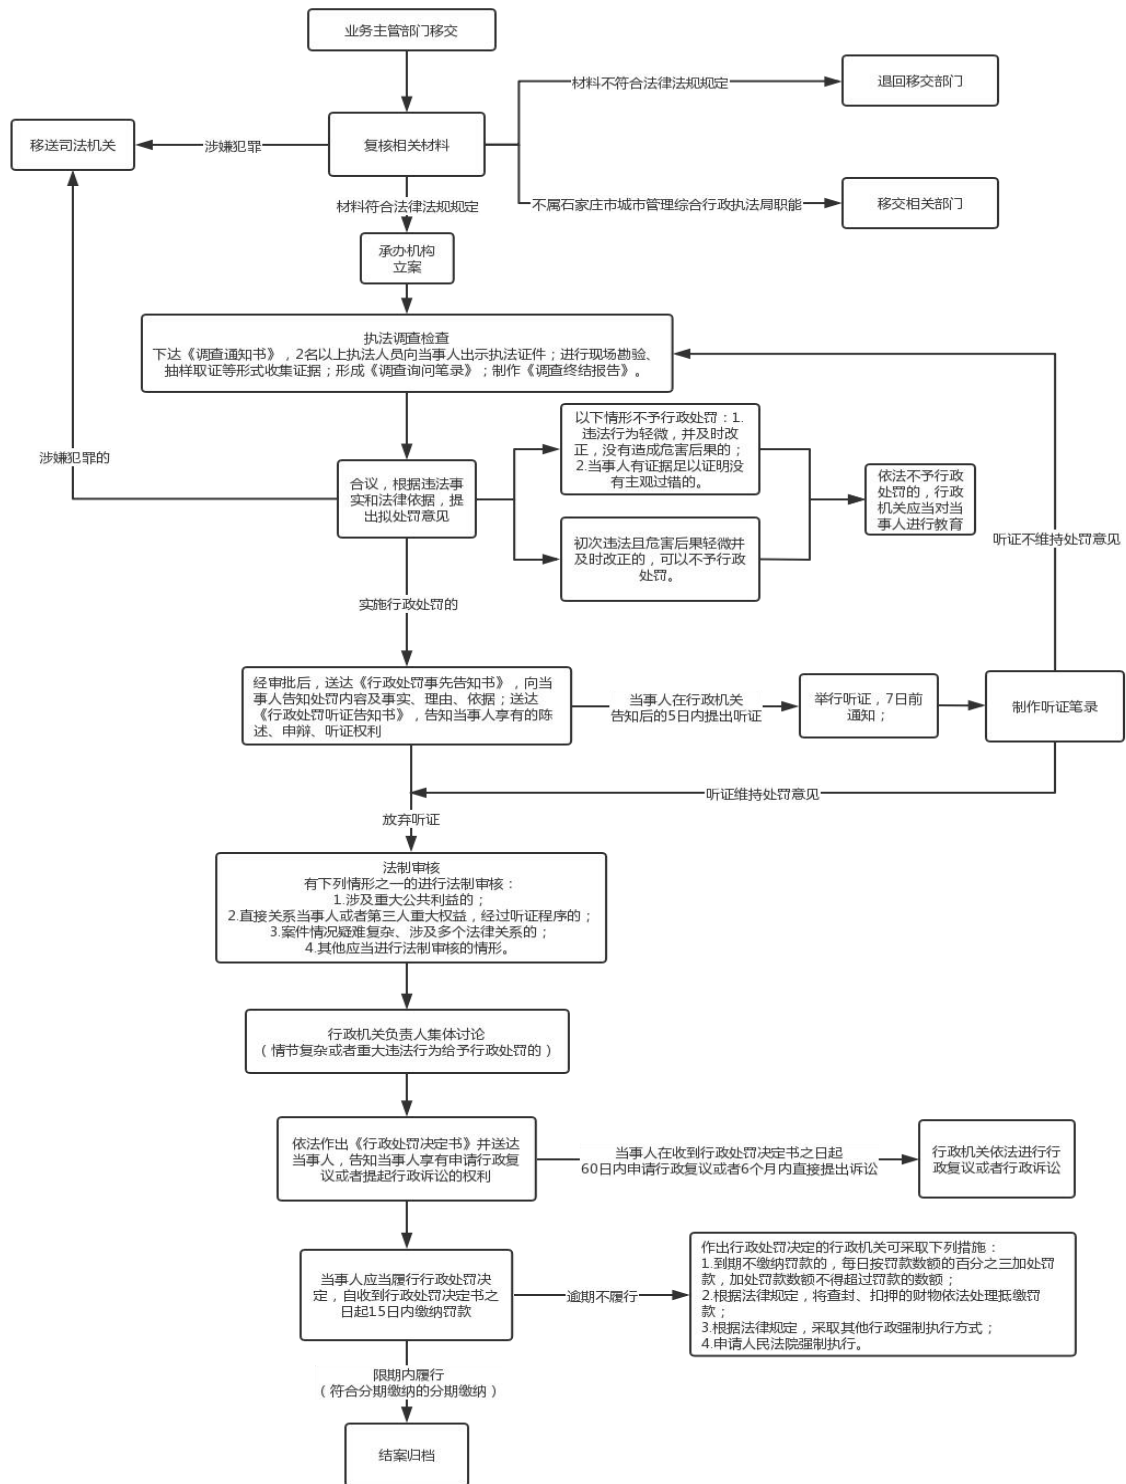 业务主管部门移交
材料不符合法律法规规定
退回移交部门
移送司法机关
涉嫌犯罪
复核相关材料
不属石家庄市城市管理综合行政执法局职能
移交相关部门
材料符合法律法规规定
承办机构
立案
执法调查检查
下达《调查通知书》，2名以上执法人员向当事人出示执法证件；进行现场勘验、
抽样取证等形式收集证据；形成《调查询问笔录》；制作《调查终结报告》。
涉嫌犯罪的
合议，根据违法事
实和法律依据，提
出拟处罚意见
以下情形不予行政处罚：1.
违法行为轻微，并及时改
正，没有造成危害后果的；
2.当事人有证据足以证明没
有主观过错的。
初次违法且危害后果轻微并
及时改正的，可以不予行政
处罚。
依法不予行政
处罚的，行政
机关应当对当
事人进行教育
听证不维持处罚意见
实施行政处罚的
经审批后，送达《行政处罚事先告知书》，向当
事人告知处罚内容及事实、理由、依据；送达
《行政处罚听证告知书》，告知当事人享有的陈
述、申辩、听证权利
当事人在行政机关
告知后的5日内提出听证
举行听证，7日前
通知；
制作听证笔录
听证维持处罚意见
放弃听证
法制审核
有下列情形之一的进行法制审核：
1.涉及重大公共利益的；
2.直接关系当事人或者第三人重大权益，经过听证程序的；
3.案件情况疑难复杂、涉及多个法律关系的；
4.其他应当进行法制审核的情形。
行政机关负责人集体讨论
（情节复杂或者重大违法行为给予行政处罚的）
依法作出《行政处罚决定书》并送达
当事人，告知当事人享有申请行政复
议或者提起行政诉讼的权利
当事人在收到行政处罚决定书之日起
60日内申请行政复议或者6个月内直接提出诉讼
行政机关依法进行行
政复议或者行政诉讼
当事人应当履行行政处罚决
定，自收到行政处罚决定书之
日起15日内缴纳罚款
逾期不履行
作出行政处罚决定的行政机关可采取下列措施：
1.到期不缴纳罚款的，每日按罚款数额的百分之三加处罚
款，加处罚款数额不得超过罚款的数额；
2.根据法律规定，将查封、扣押的财物依法处理抵缴罚
款；
3.根据法律规定，采取其他行政强制执行方式；
4.申请人民法院强制执行。
限期内履行
（符合分期缴纳的分期缴纳）
结案归档